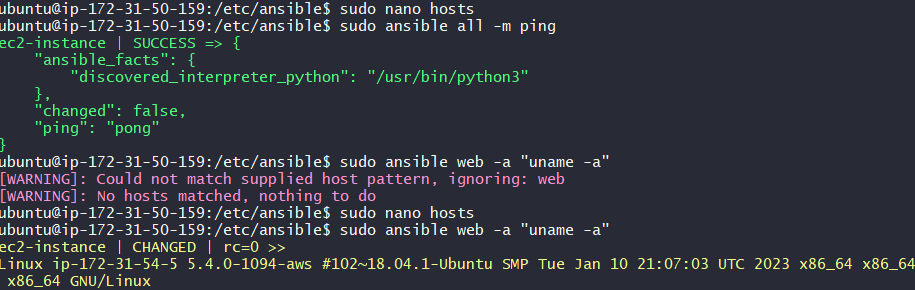 ubuntu@ip-172-31-50-159:/etc/ansible$ sudo nano hosts
ubuntu@ip-172-31-50-159:/etc/ansible$ sudo ansible all -m ping
ec2-instance | SUCCESS => {
    "ansible_facts": {
        "discovered_interpreter_python": "/usr/bin/python3"
    },
    "changed": false,
    "ping": "pong"
}
ubuntu@ip-172-31-50-159:/etc/ansible$ sudo ansible web -a "uname -a"
[WARNING]: Could not match supplied host pattern, ignoring: web
[WARNING]: No hosts matched, nothing to do
ubuntu@ip-172-31-50-159:/etc/ansible$ sudo nano hosts
ubuntu@ip-172-31-50-159:/etc/ansible$ sudo ansible web -a "uname -a"
ec2-instance | CHANGED | rc=0 >>
Linux ip-172-31-54-5 5.4.0-1094-aws #102~18.04.1-Ubuntu SMP Tue Jan 10 21:07:03 UTC 2023 x86_64 x86_64
 x86_64 GNU/Linux